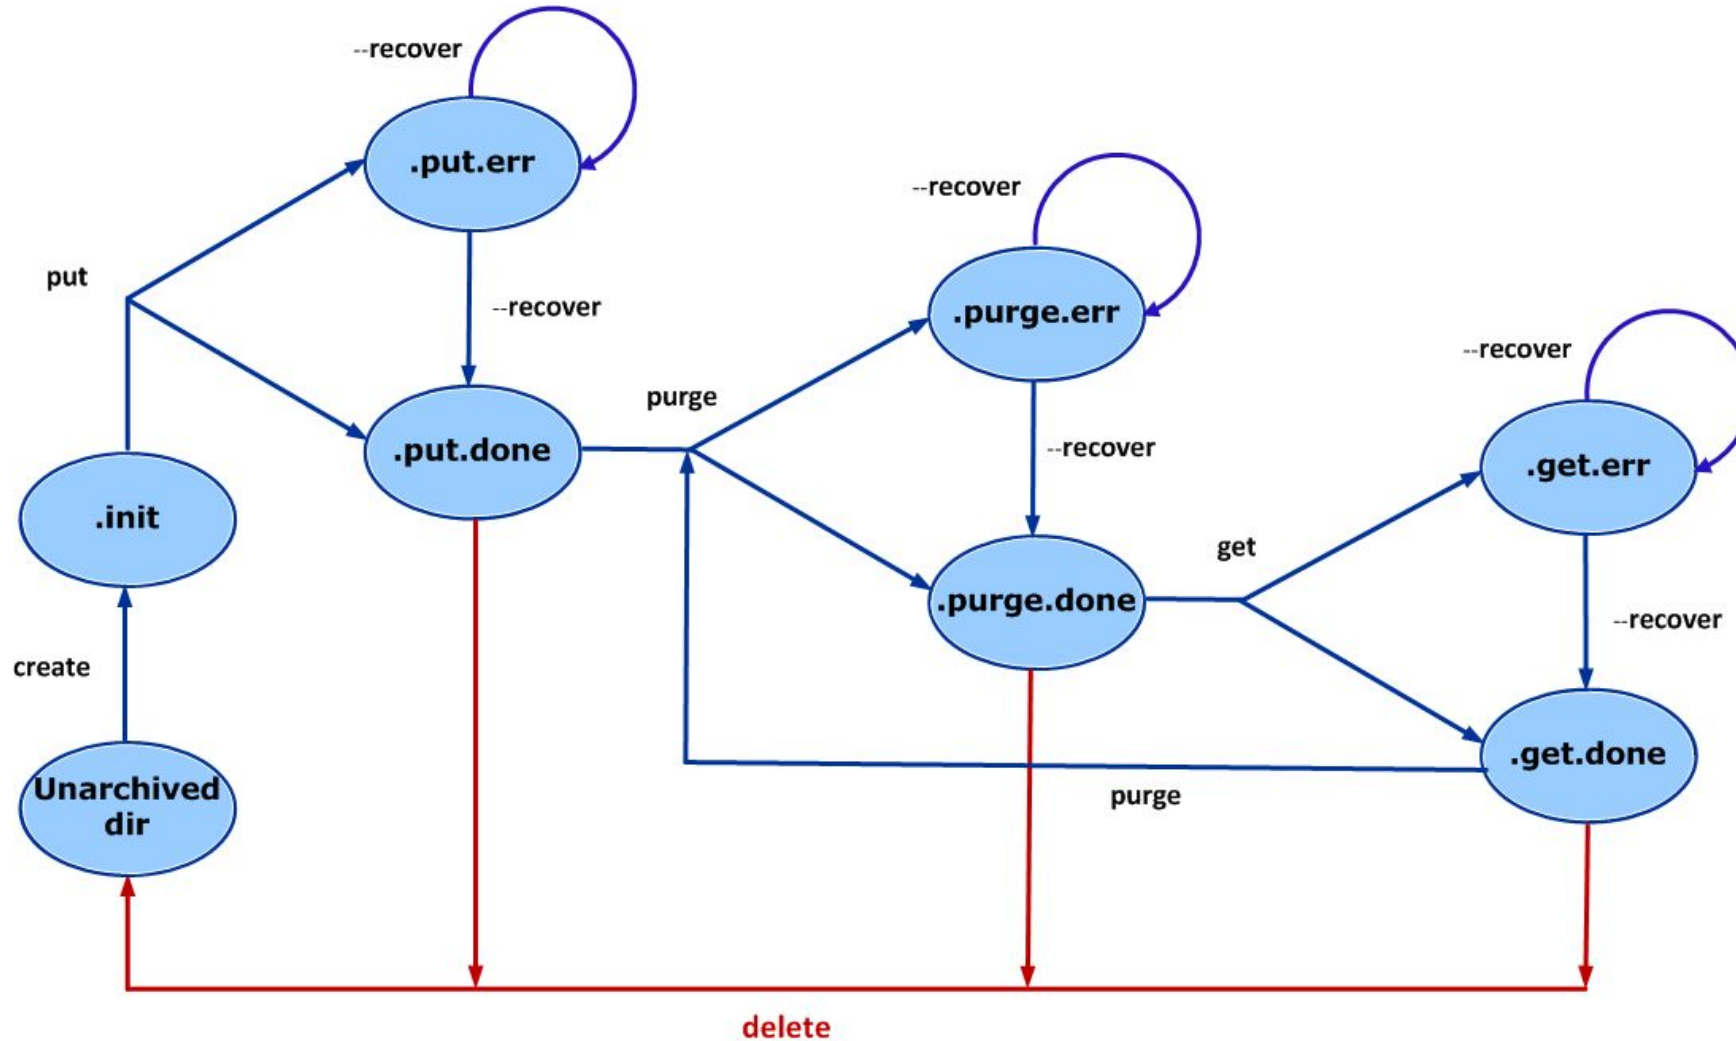 --recover
.put.err
--recover
put
.purge.err
--recover
--recover
--recover
purge
.put.done
.get.err
--recover
.init
get
.purge.done
--recover
create
.get.done
Unarchived
dir
purge
delete